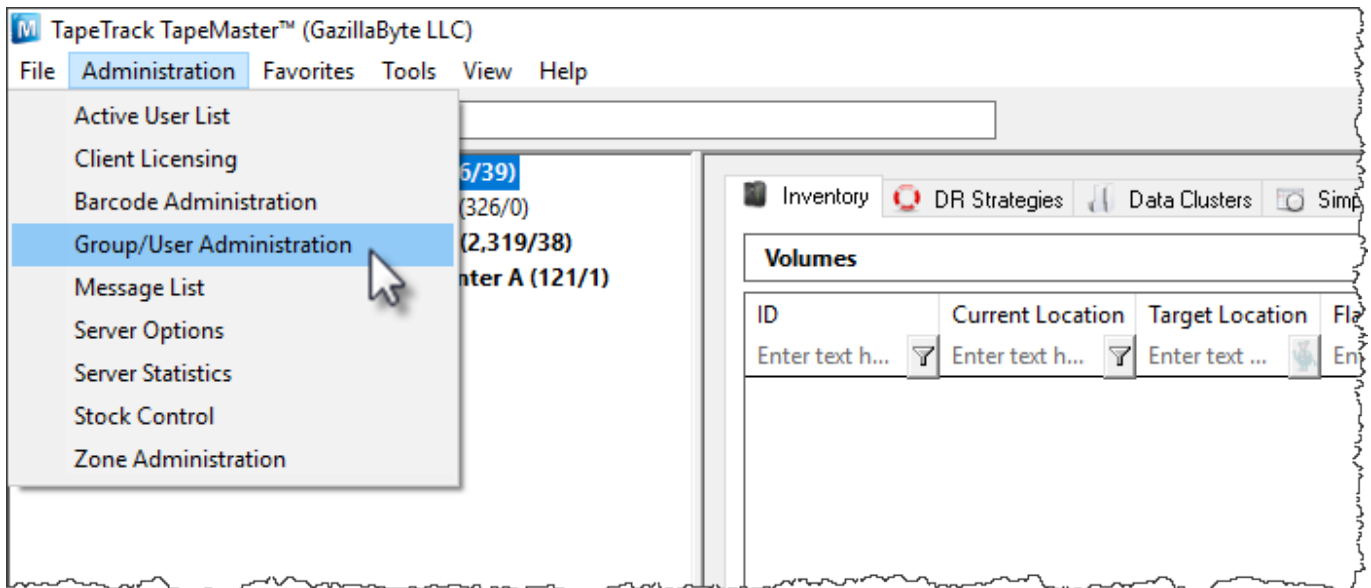 TapeTrack TapeMaster™ (GazillaByte LLC)
File Administration Favorites Tools View Help
Active User List
Client Licensing
Barcode Administration
Group/User Administration
Message List
Server Options
Server Statistics
Stock Control
Zone Administration
6/39)
(326/0)
(2,319/38)
nter A (121/1)
Inventory DR Strategies Data Clusters Simp
Volumes
ID Current Location Target Location Fla
Enter text h... Enter text h... Enter text ... En